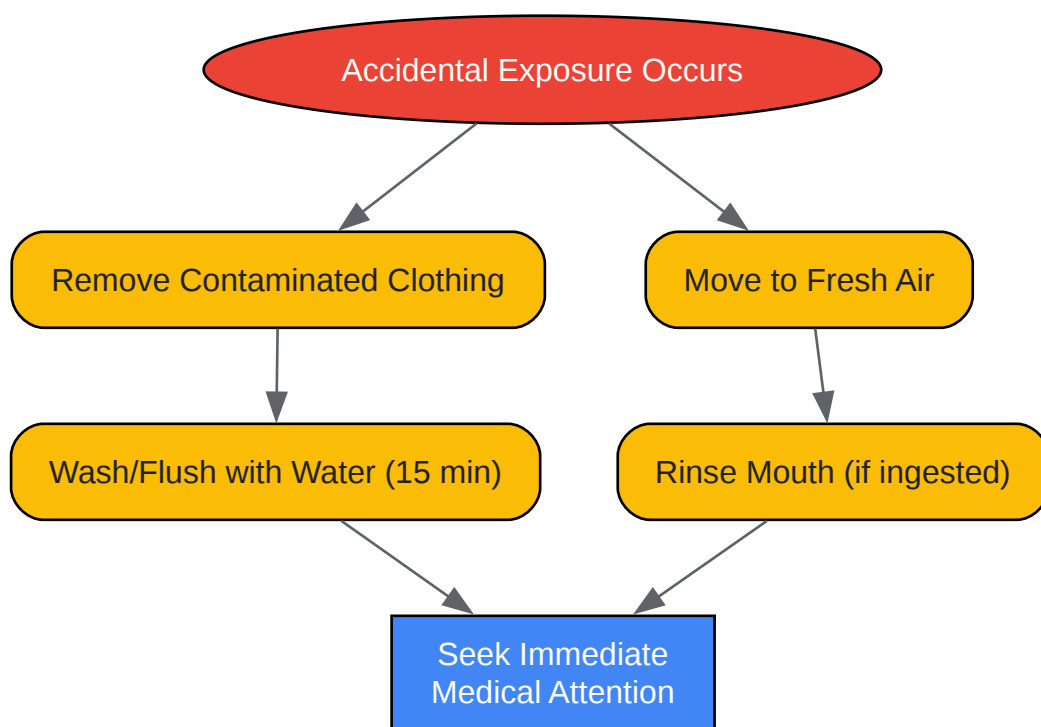 Accidental Exposure Occurs
Remove Contaminated Clothing
Move to Fresh Air
Wash/Flush with Water (15 min)
Rinse Mouth (if ingested)
Seek Immediate
Medical Attention